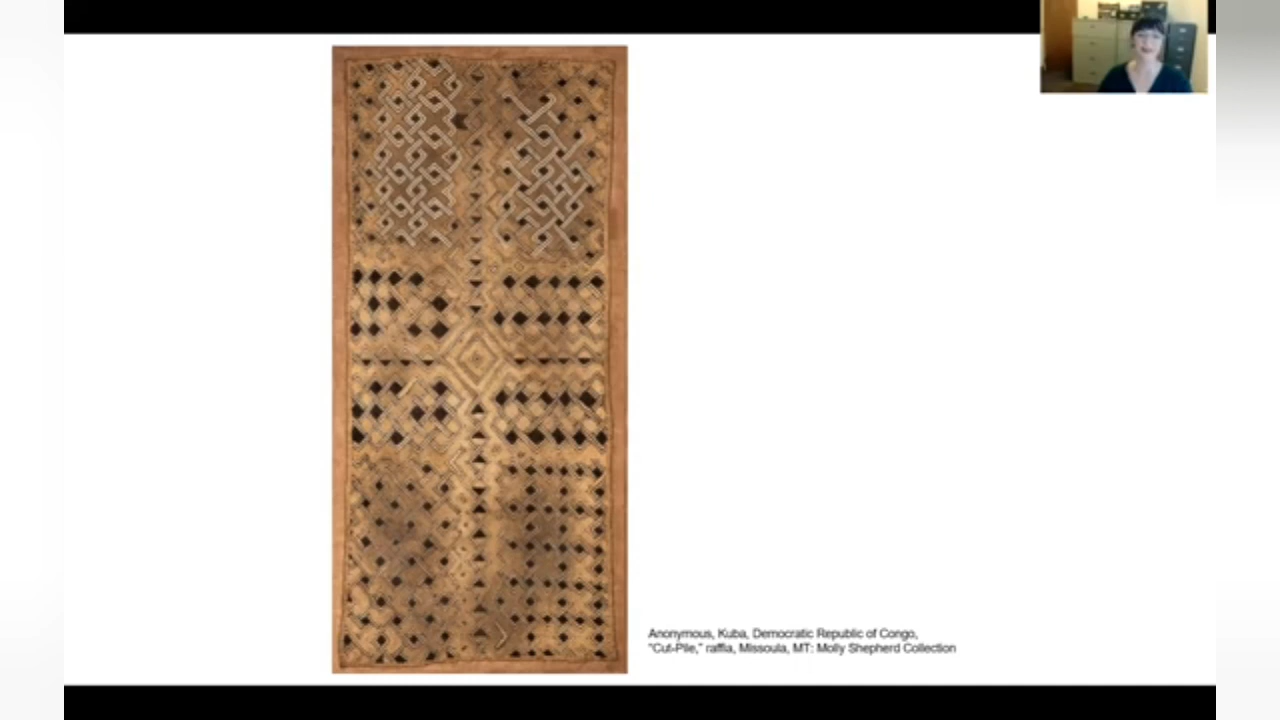 Anonymous, Kuba, Democratic Republic of Congo,
"Cut-Pile," raffia, Missoula, MT: Molly Shepherd Collection